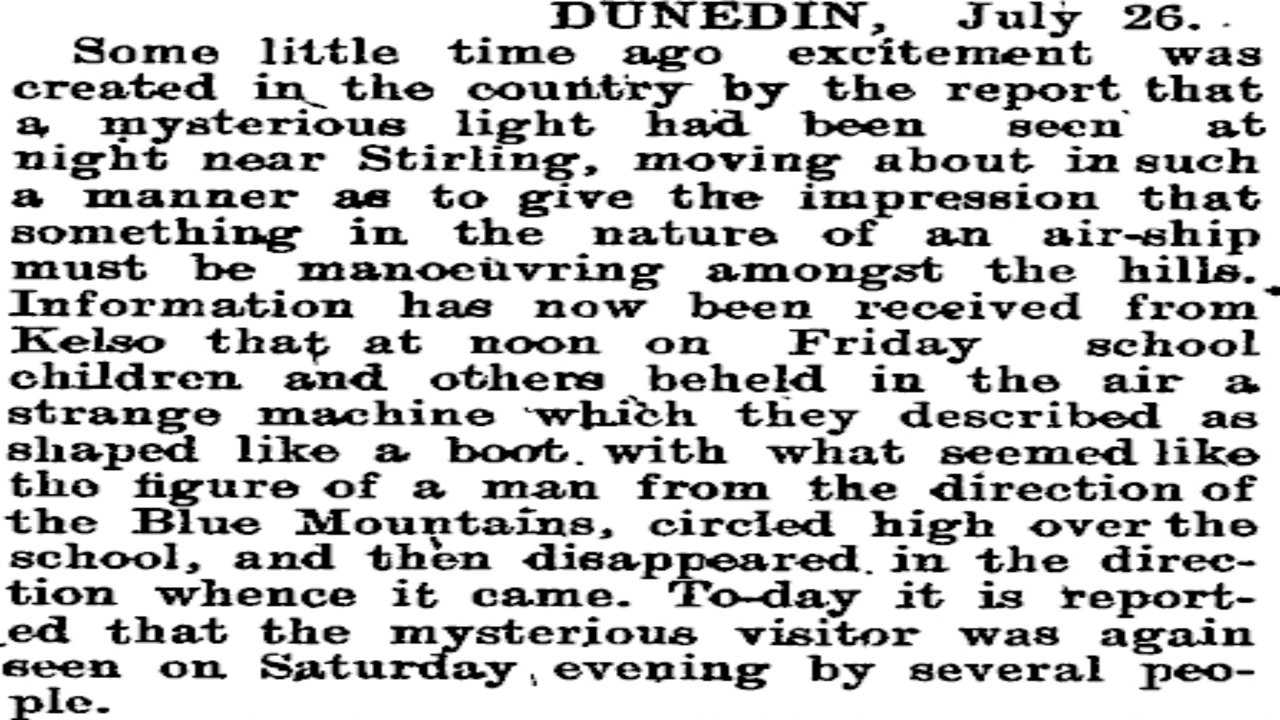 DUNEDIN, July 26.
Some little time ago excitement was
created in the country by the report that
a mysterious light had been seen at
night near Stirling, moving about in such
a manner as to give the impression that
something in the nature of an air-ship
must be manoeuvring amongst the hills.
Information has now been received from
Kelso that at noon on Friday school
children and others beheld in the air a
strange machine which they described as
shaped like a boot. with what seemed like
the figure of a man from the direction of
the Blue Mountains, circled high over the
school, and then disappeared. in the direc-
tion whence it came. To-day it is report-
ed that the mysterious visitor was again
seen on Saturday evening by several peo-
ple.